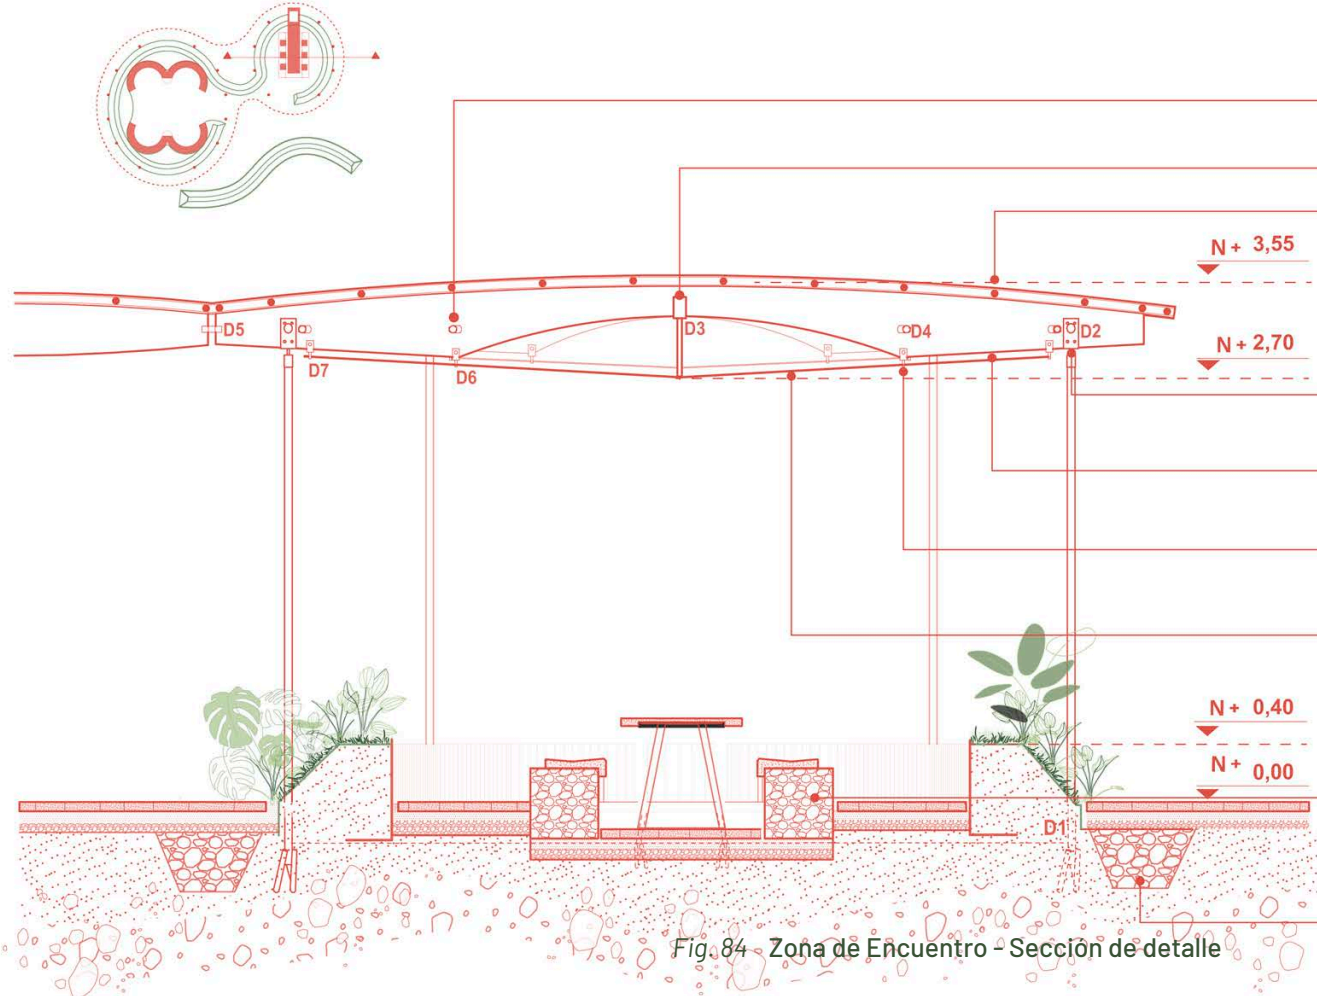 N + 3,55
D5
D3
D4
D2
N + 2,70
D7
D6
N + 0,40
N + 0,00
D1
Fig. 84 Zona de Encuentro - Sección de detalle